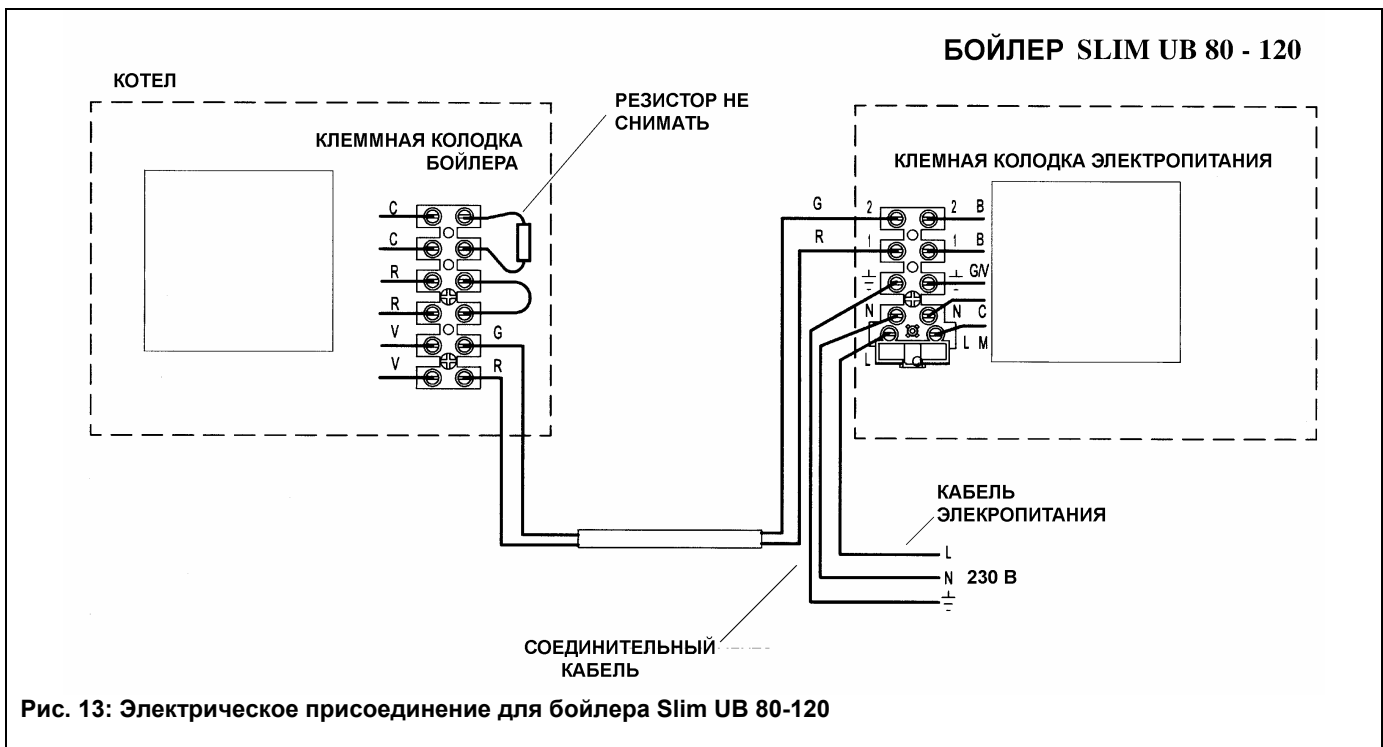 БОЙЛЕР SLIM UB 80 - 120
КОТЕЛ
РЕЗИСТОР НЕ
СНИМАТЬ
КЛЕММНАЯ КОЛОДКА
БОЙЛЕРА
КЛЕМНАЯ КОЛОДКА ЭЛЕКТРОПИТАНИЯ
C
C
R
R
V
V
G
R
G
R
2
1
N
L
2 B
1 B
G/V
N C
L M
КАБЕЛЬ
ЭЛЕКРОПИТАНИЯ
L
N 230 В
СОЕДИНИТЕЛЬНЫЙ
КАБЕЛЬ
Рис. 13: Электрическое присоединение для бойлера Slim UB 80-120